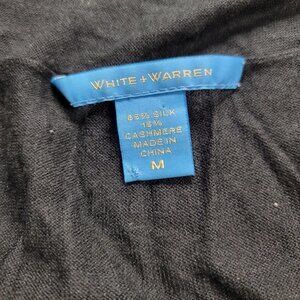 WHITE + WARREN
85% SILK
15%
CASHMERE
MADE IN
CHINA
M